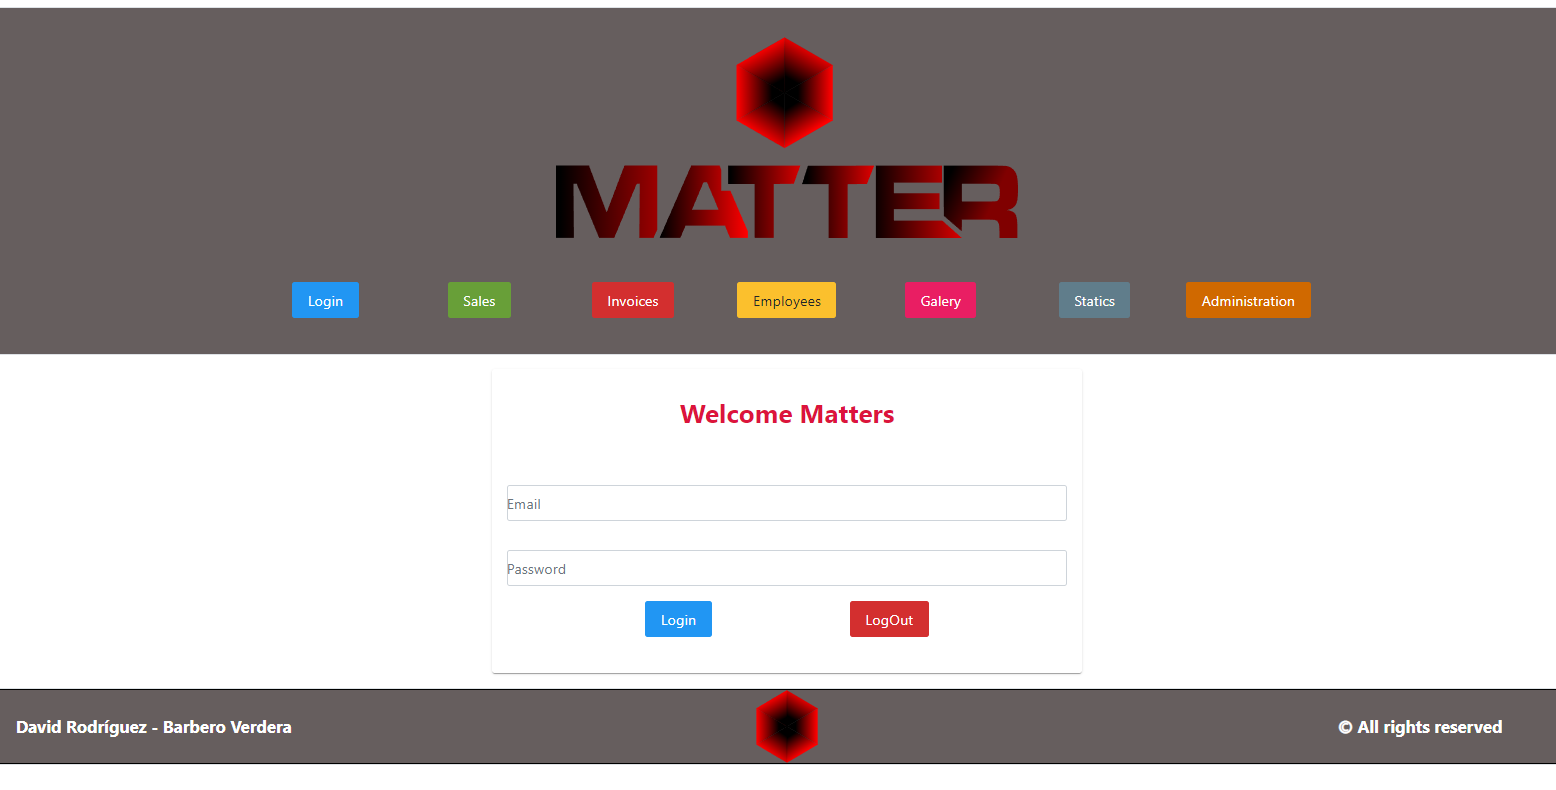 MATTER
Login Sales Invoices Employees Galery Statics Administration
Welcome Matters
Email
Password
Login LogOut
David Rodríguez - Barbero Verdera © All rights reserved